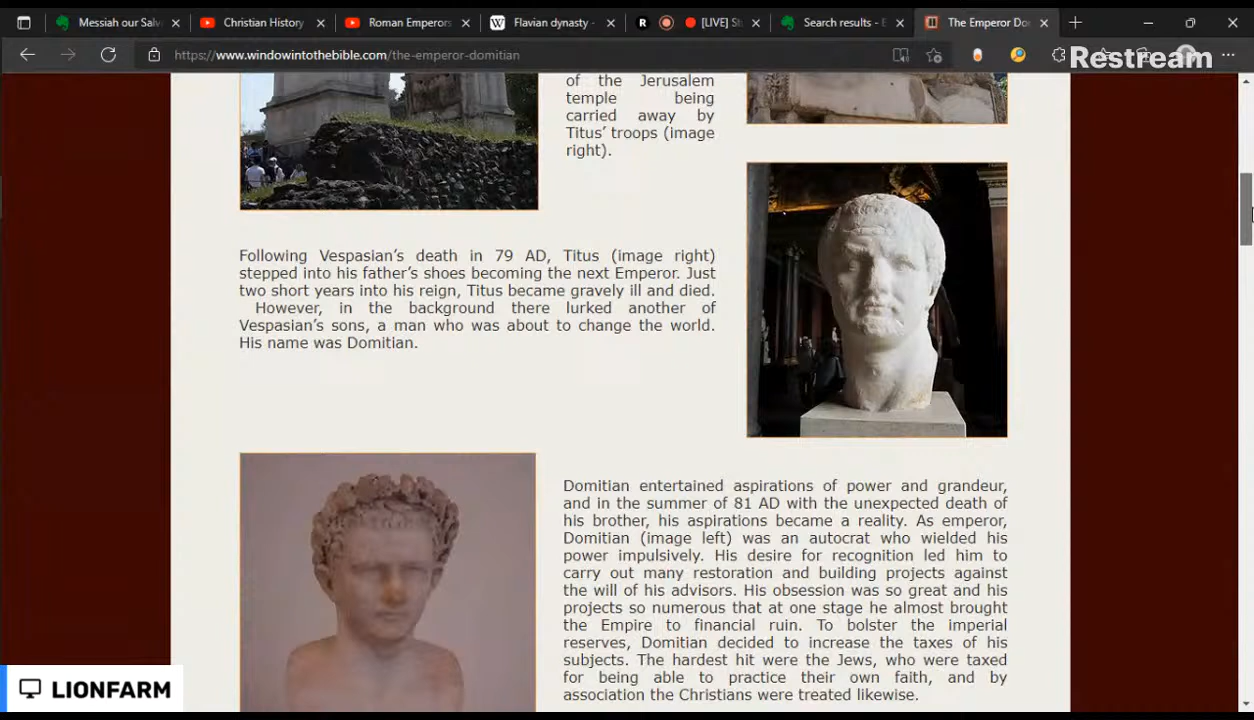 Messiah our Sal
Christian History
Roman Emperors
Flavian dynasty -
[LIVE] St
Search results - E
The Emperor Do
https://www.windowintothebible.com/the-emperor-domitian
Restream
of the Jerusalem
temple being
carried away by
Titus’ troops (image
right).
Following Vespasian’s death in 79 AD, Titus (image right)
stepped into his father’s shoes becoming the next Emperor. Just
two short years into his reign, Titus became gravely ill and died.
However, in the background there lurked another of
Vespasian’s sons, a man who was about to change the world.
His name was Domitian.
Domitian entertained aspirations of power and grandeur,
and in the summer of 81 AD with the unexpected death of
his brother, his aspirations became a reality. As emperor,
Domitian (image left) was an autocrat who wielded his
power impulsively. His desire for recognition led him to
carry out many restoration and building projects against
the will of his advisors. His obsession was so great and his
projects so numerous that at one stage he almost brought
the Empire to financial ruin. To bolster the imperial
reserves, Domitian decided to increase the taxes of his
subjects. The hardest hit were the Jews, who were taxed
for being able to practice their own faith, and by
association the Christians were treated likewise.
LIONFARM